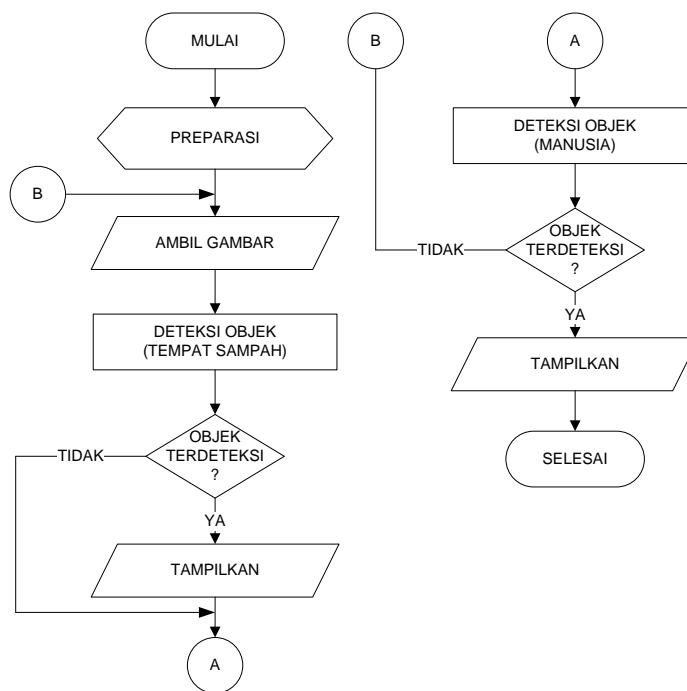 MULAI
PREPARASI
B
AMBIL GAMBAR
DETEKSI OBJEK
(TEMPAT SAMPAH)
OBJEK
TERDETEKSI
?
TIDAK
YA
TAMPILKAN
A
B
A
DETEKSI OBJEK
(MANUSIA)
OBJEK
TERDETEKSI
?
TIDAK
YA
TAMPILKAN
SELESAI